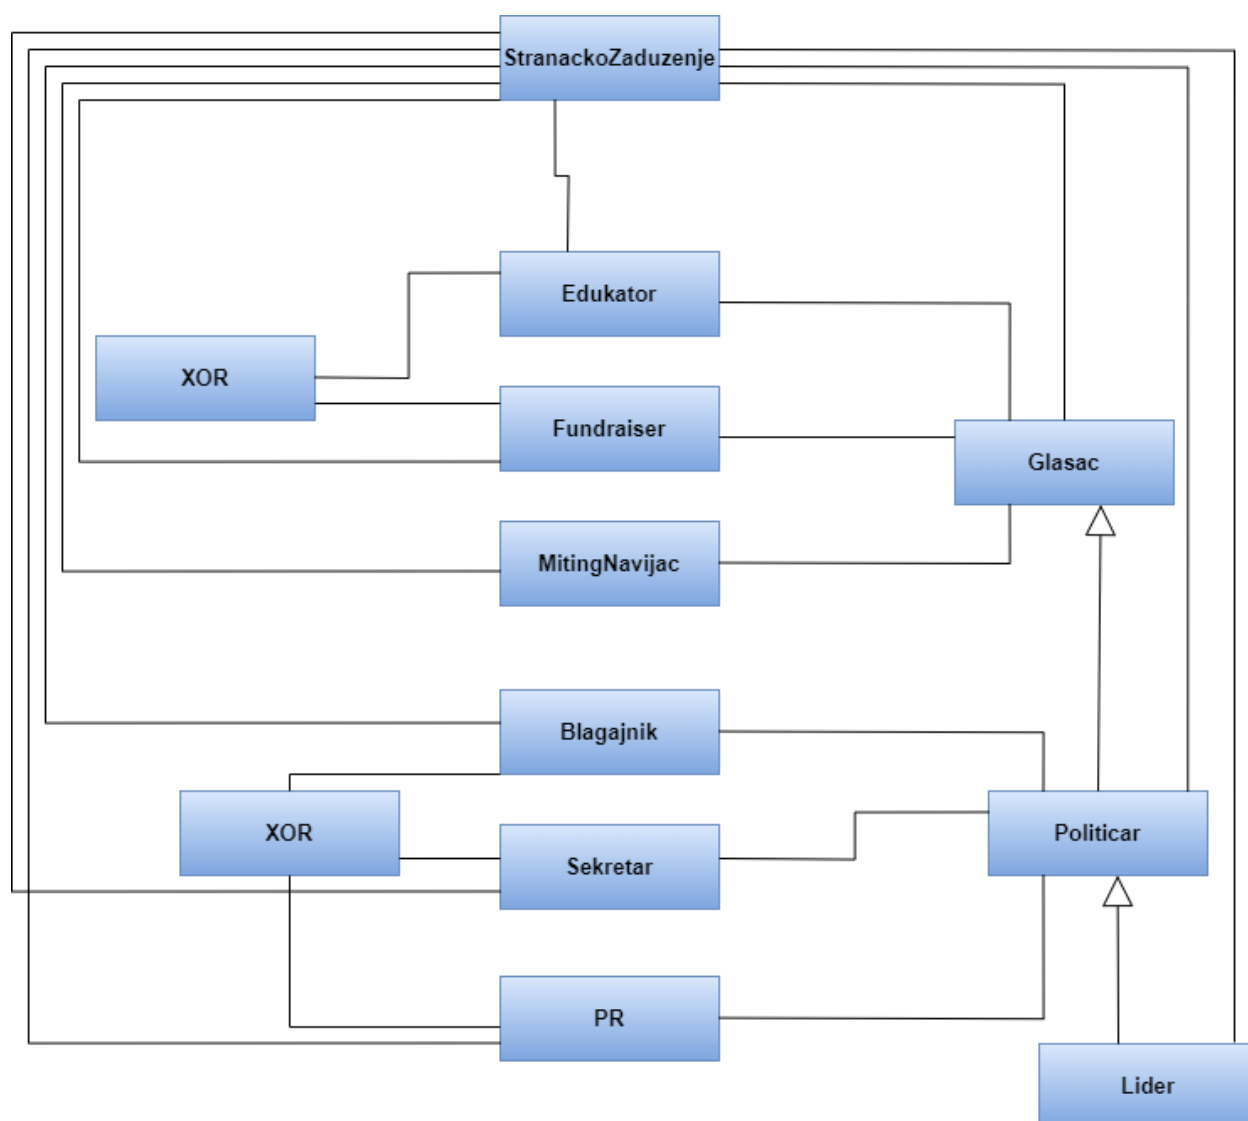 StranackoZaduzenje
Edukator
XOR
Fundraiser
Glasac
MitingNavijac
Blagajnik
XOR
Politicar
Sekretar
PR
Lider